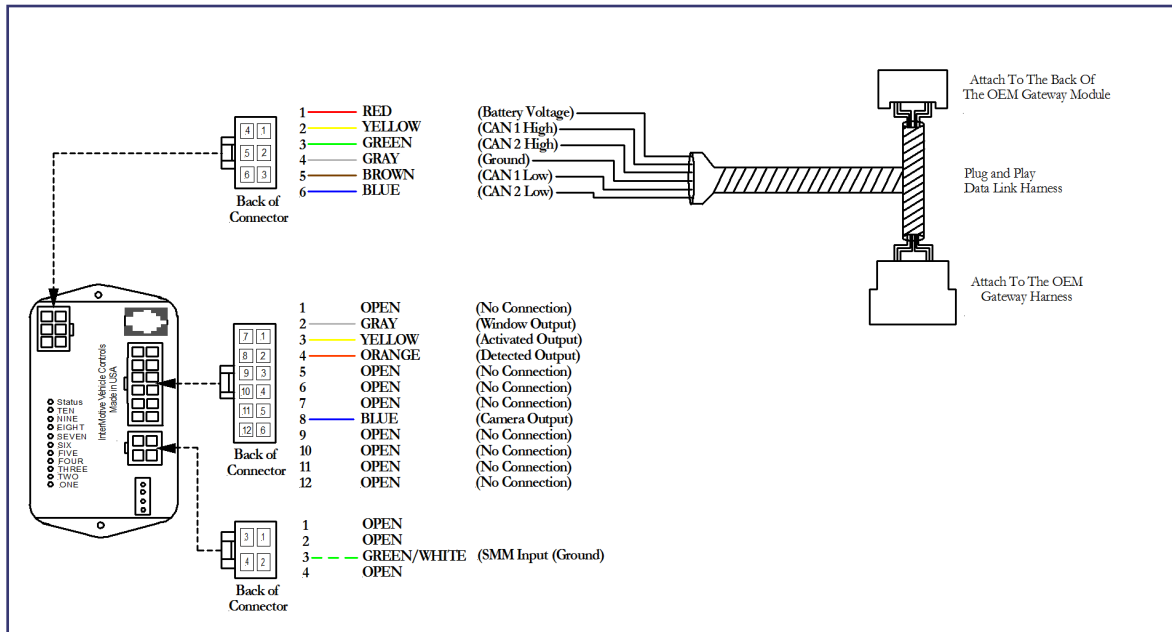 1 RED (Battery Voltage)
2 YELLOW (CAN 1 High)
3 GREEN (CAN 2 High)
4 GRAY (Ground)
5 BROWN (CAN 1 Low)
6 BLUE (CAN 2 Low)
4 1
5 2
6 3
Back of
Connector
Attach To The Back Of
The OEM Gateway Module
Plug and Play
Data Link Harness
Attach To The OEM
Gateway Harness
InterMotive Vehicle Controls
Made in USA
Status
TEN
NINE
EIGHT
SEVEN
SIX
FIVE
FOUR
THREE
TWO
ONE
7 1
8 2
9 3
10 4
11 5
12 6
Back of
Connector
1 OPEN (No Connection)
2 GRAY (Window Output)
3 YELLOW (Activated Output)
4 ORANGE (Detected Output)
5 OPEN (No Connection)
6 OPEN (No Connection)
7 OPEN (No Connection)
8 BLUE (Camera Output)
9 OPEN (No Connection)
10 OPEN (No Connection)
11 OPEN (No Connection)
12 OPEN (No Connection)
3 1
4 2
Back of
Connector
1 OPEN
2 OPEN
3 GREEN/WHITE (SMM Input (Ground)
4 OPEN